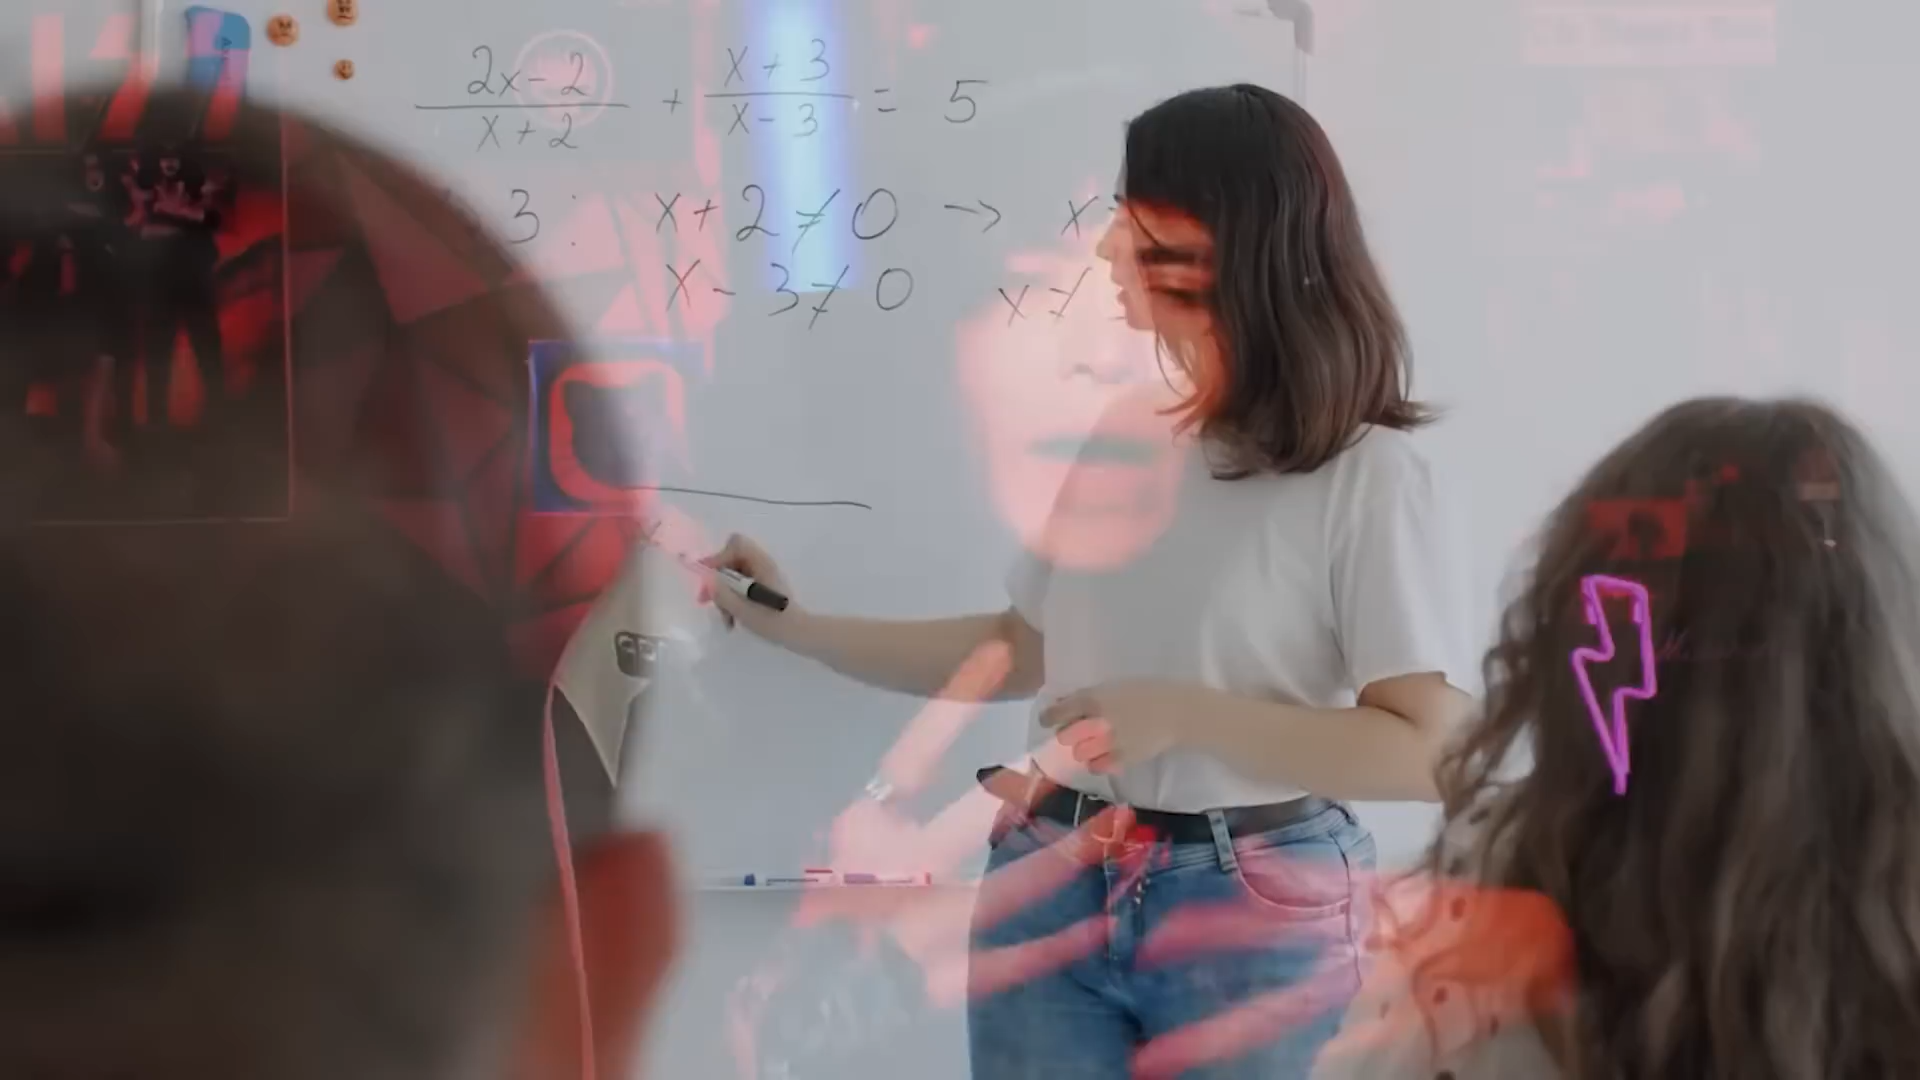 (2x-2)/(x+2) + (x+3)/(x-3) = 5
3: x+2≠0 → x
x-3≠0 x≠
x